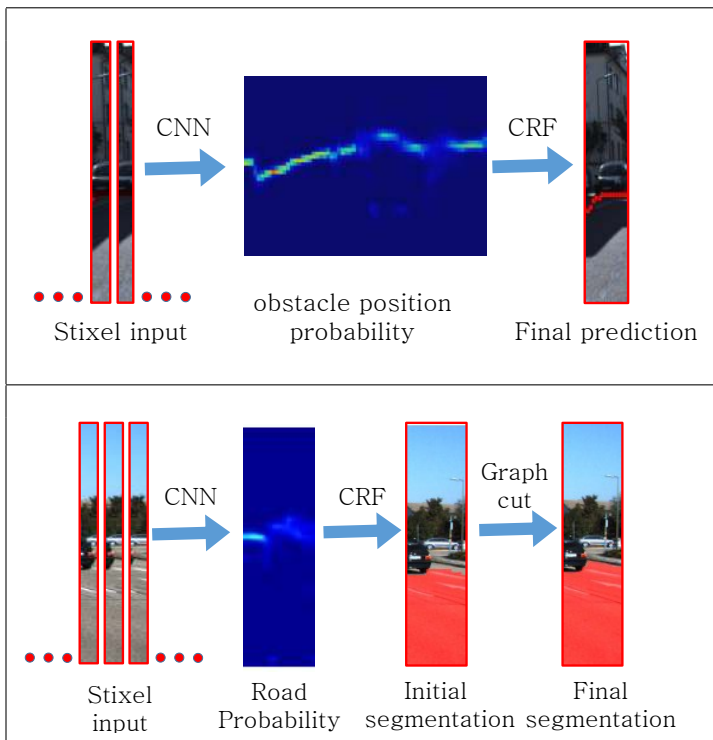 CNN
CRF
Stixel input
obstacle position
probability
Final prediction
CNN
CRF
Graph
cut
Stixel
input
Road
Probability
Initial
segmentation
Final
segmentation